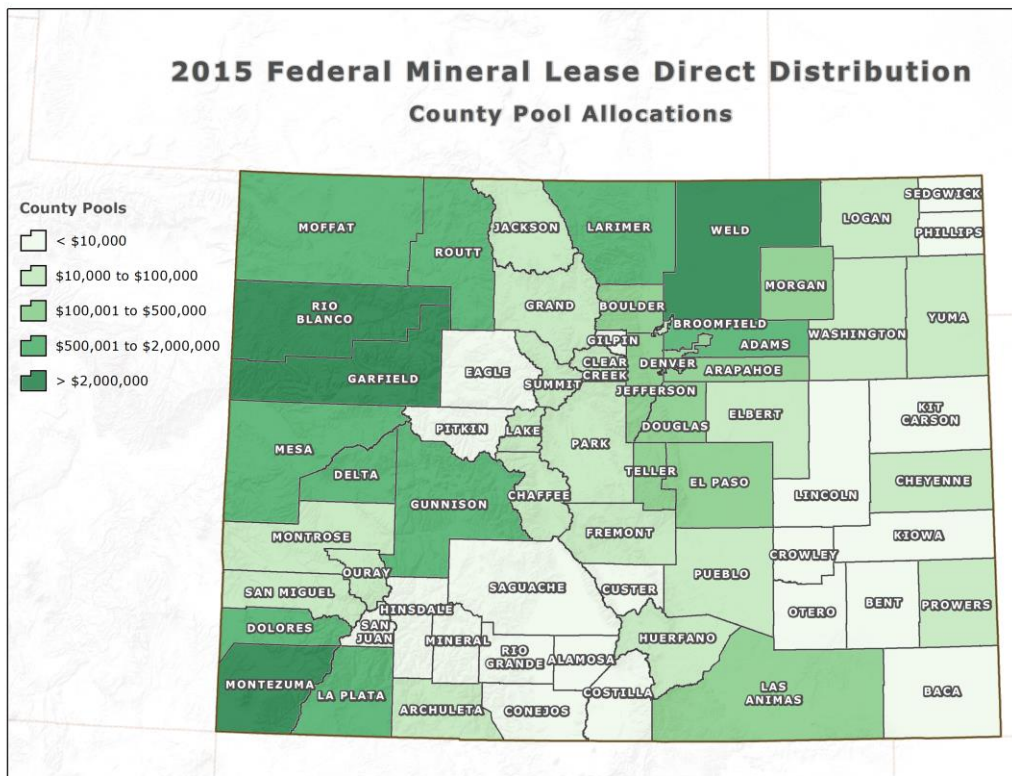 2015 Federal Mineral Lease Direct Distribution
County Pool Allocations
County Pools
< $10,000
$10,000 to $100,000
$100,001 to $500,000
$500,001 to $2,000,000
> $2,000,000
MOFFAT
ROUTT
JACKSON
LARIMER
WELD
LOGAN
SEDGWICK
PHILLIPS
RIO
BLANCO
GRAND
BOULDER
MORGAN
YUMA
WASHINGTON
BROOMFIELD
ADAMS
GILPIN
CLEAR
CREEK
DENVER
ARAPAHOE
GARFIELD
EAGLE
SUMMIT
JEFFERSON
DOUGLAS
ELBERT
KIT
CARSON
PITKIN
LAKE
PARK
MESA
DELTA
GUNNISON
CHAFFEE
TELLER
EL PASO
LINCOLN
CHEYENNE
MONTROSE
FREMONT
CROWLEY
KIOWA
OURAY
SAN MIGUEL
HINSDALE
SAGUACHE
CUSTER
PUEBLO
OTERO
BENT
PROWERS
DOLORES
SAN
JUAN
MINERAL
RIO
GRANDE
ALAMOSA
HUERFANO
MONTEZUMA
LA PLATA
ARCHULETA
CONEJOS
COSTILLA
LAS
ANIMAS
BACA